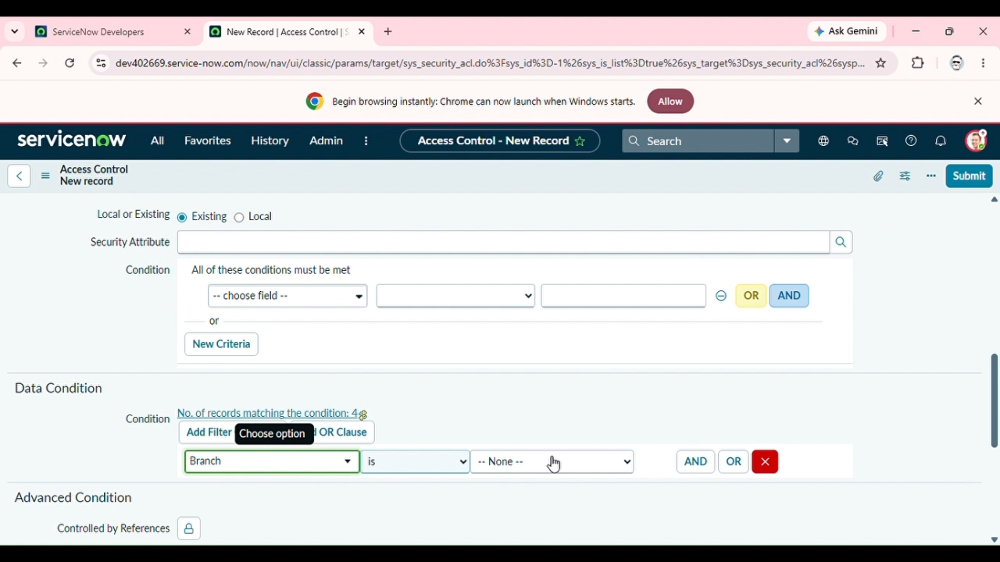 ServiceNow Developers
New Record | Access Control | S
Ask Gemini
dev402669.service-now.com/now/nav/ui/classic/params/target/sys_security_acl.do%3Fsys_id%3D-1%26sys_is_list%3Dtrue%26sys_target%3Dsys_security_acl%26sysp...
Begin browsing instantly: Chrome can now launch when Windows starts.
Allow
servicenow
All
Favorites
History
Admin
Access Control - New Record
Search
Access Control
New record
Submit
Local or Existing
Existing
Local
Security Attribute
Condition
All of these conditions must be met
-- choose field --
OR
AND
or
New Criteria
Data Condition
Condition
No. of records matching the condition: 4
Add Filter
Choose option
OR Clause
Branch
is
-- None --
AND
OR
Advanced Condition
Controlled by References